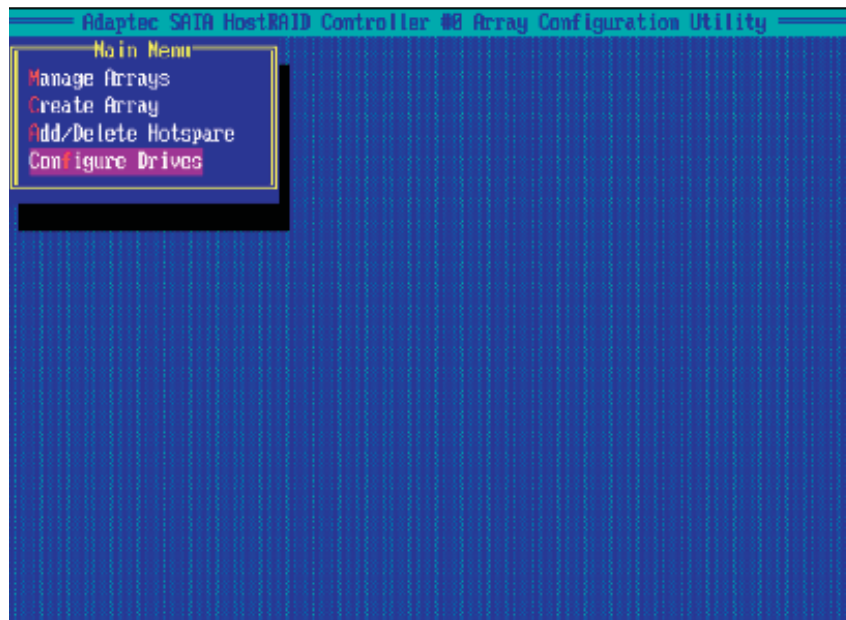 Adaptec SATA HostRAID Controller #0 Array Configuration Utility
Main Menu
Manage Arrays
Create Array
Add/Delete Hotspare
Configure Drives